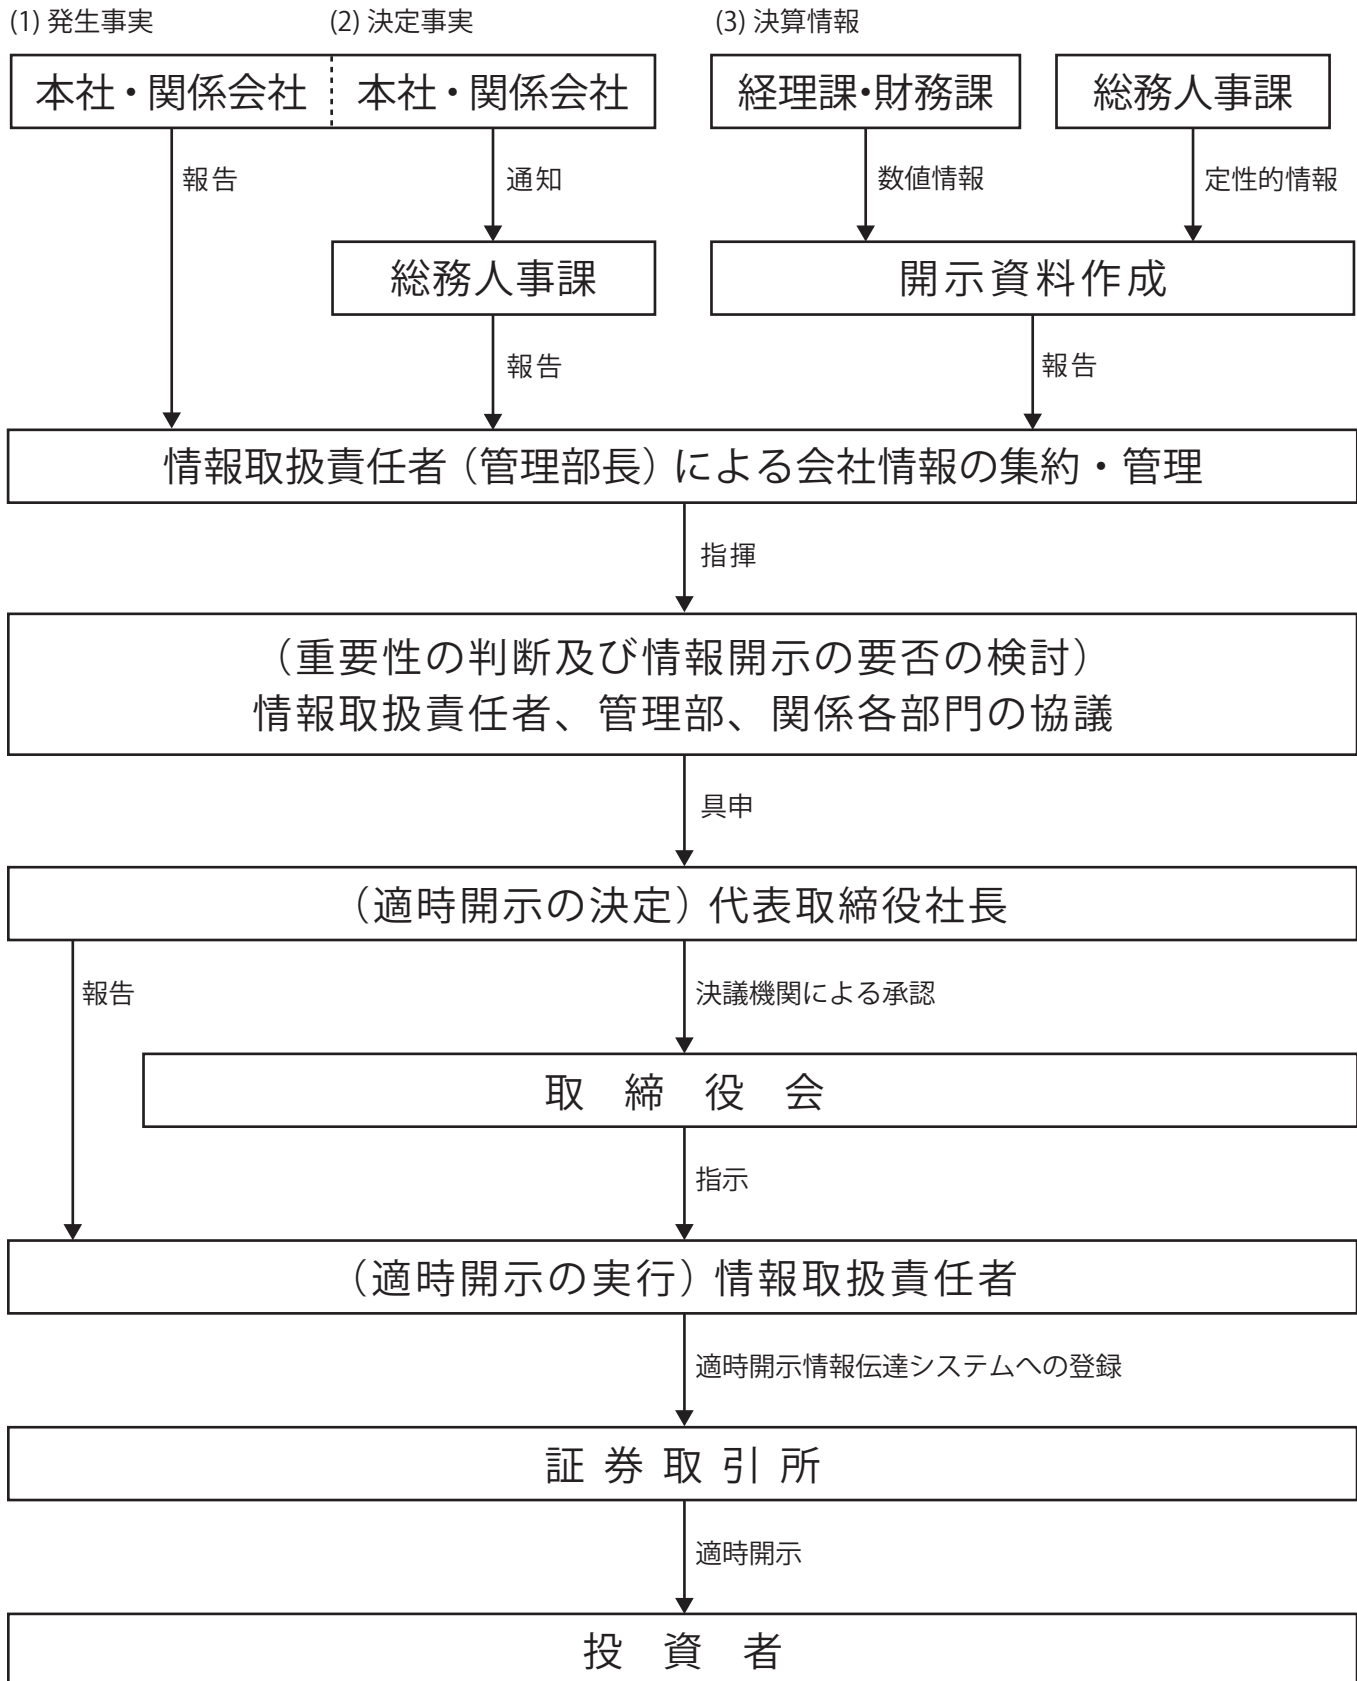 (1) 発生事実
(2) 決定事実
(3) 決算情報
本社・関係会社
本社・関係会社
経理課・財務課
総務人事課
報告
通知
数値情報
定性的情報
総務人事課
開示資料作成
報告
報告
情報取扱責任者（管理部長）による会社情報の集約・管理
指揮
（重要性の判断及び情報開示の要否の検討）
情報取扱責任者、管理部、関係各部門の協議
具申
（適時開示の決定）代表取締役社長
報告
決議機関による承認
取締役会
指示
（適時開示の実行）情報取扱責任者
適時開示情報伝達システムへの登録
証券取引所
適時開示
投資者